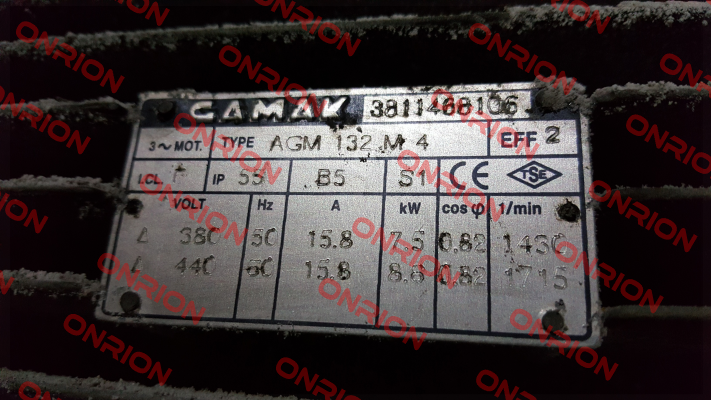 GAMAK 3811468106
3~MOT. TYPE AGM 132 M 4 EFF 2
I.CL F IP 55 B5 S1 CE TSE
VOLT Hz A kW cos φ 1/min
Δ 380 50 15.8 7.5 0.82 1430
Δ 440 60 15.8 8.6 0.82 1715
ONRION